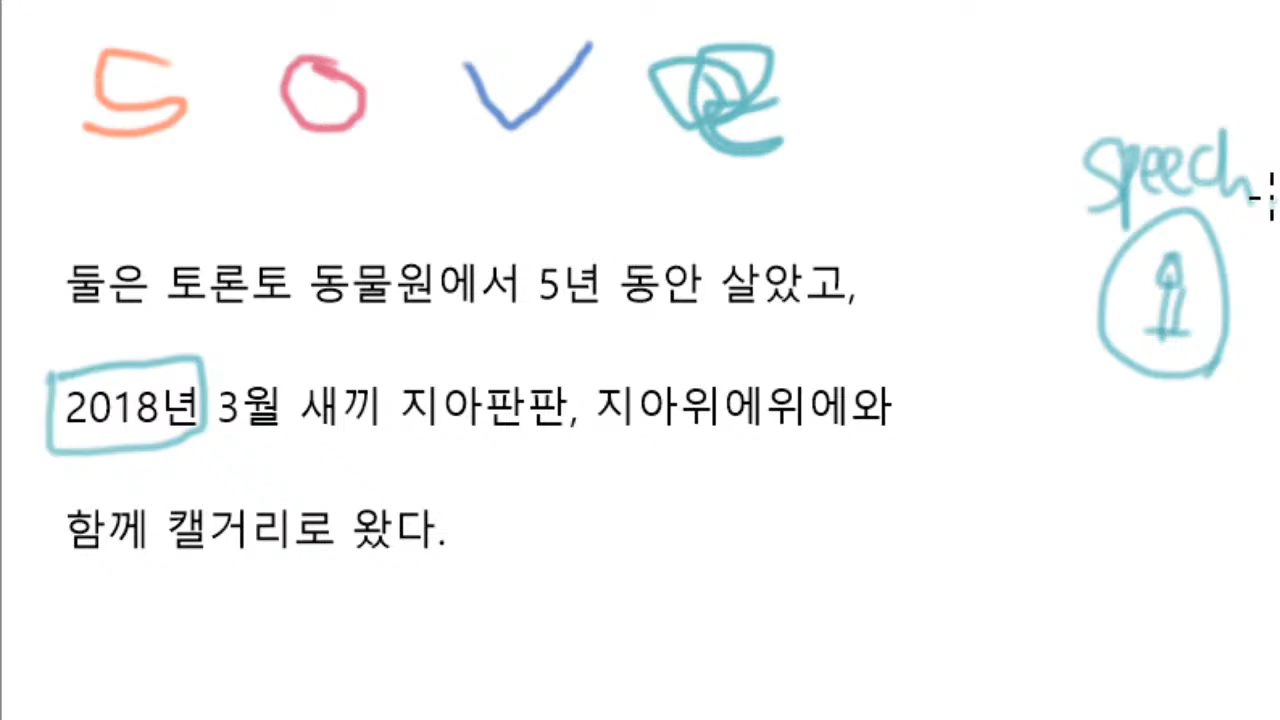 S O V
speech
둘은 토론토 동물원에서 5년 동안 살았고,
2018년 3월 새끼 지아판판, 지아위에위에와
함께 캘거리로 왔다.